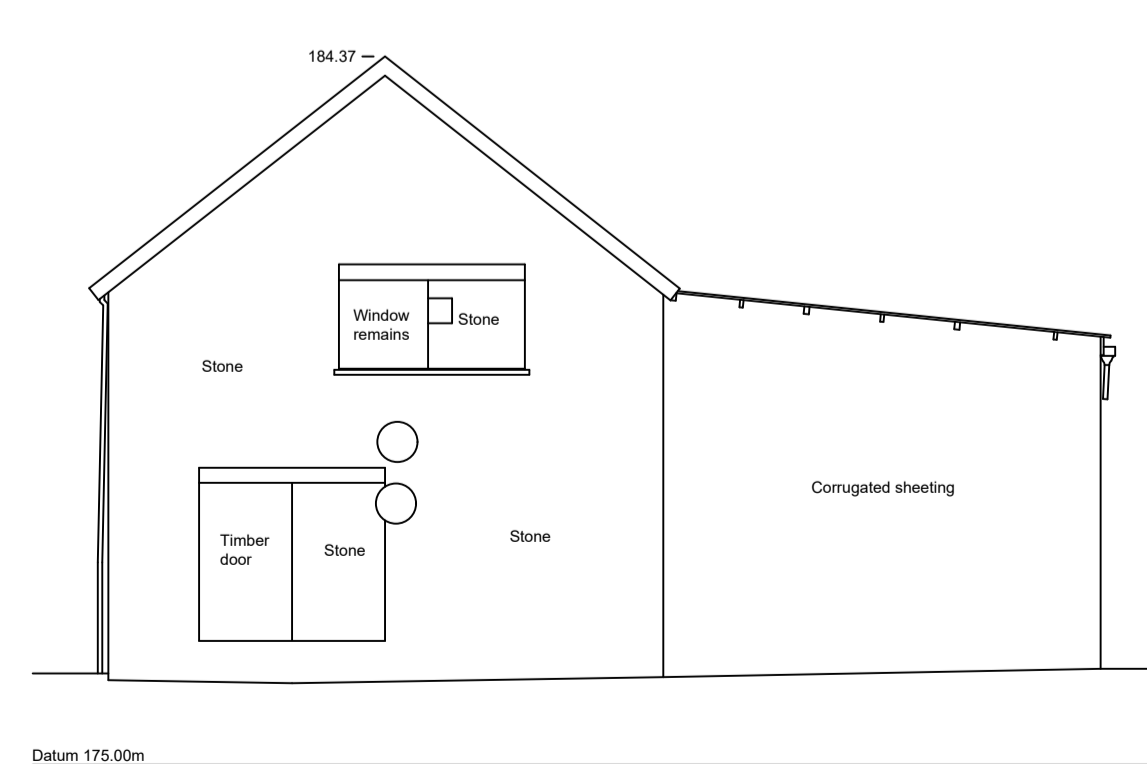 184.37
Window
remains
Stone
Stone
Corrugated sheeting
Timber
door
Stone
Stone
Datum 175.00m